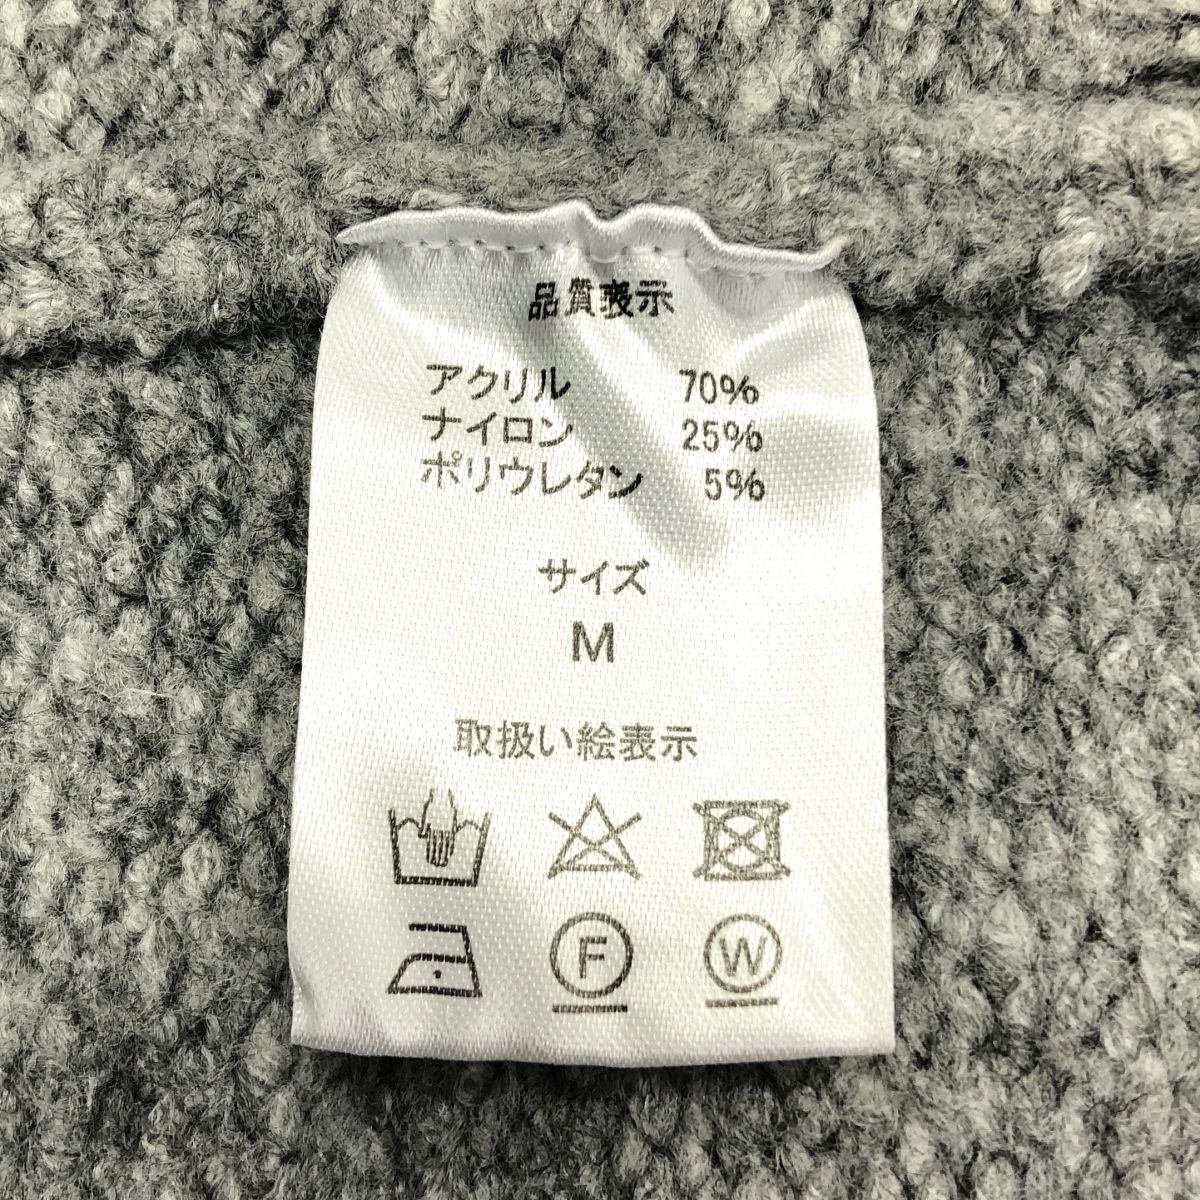 品質表示
アクリル 70%
ナイロン 25%
ポリウレタン 5%
サイズ
M
取扱い絵表示
F W